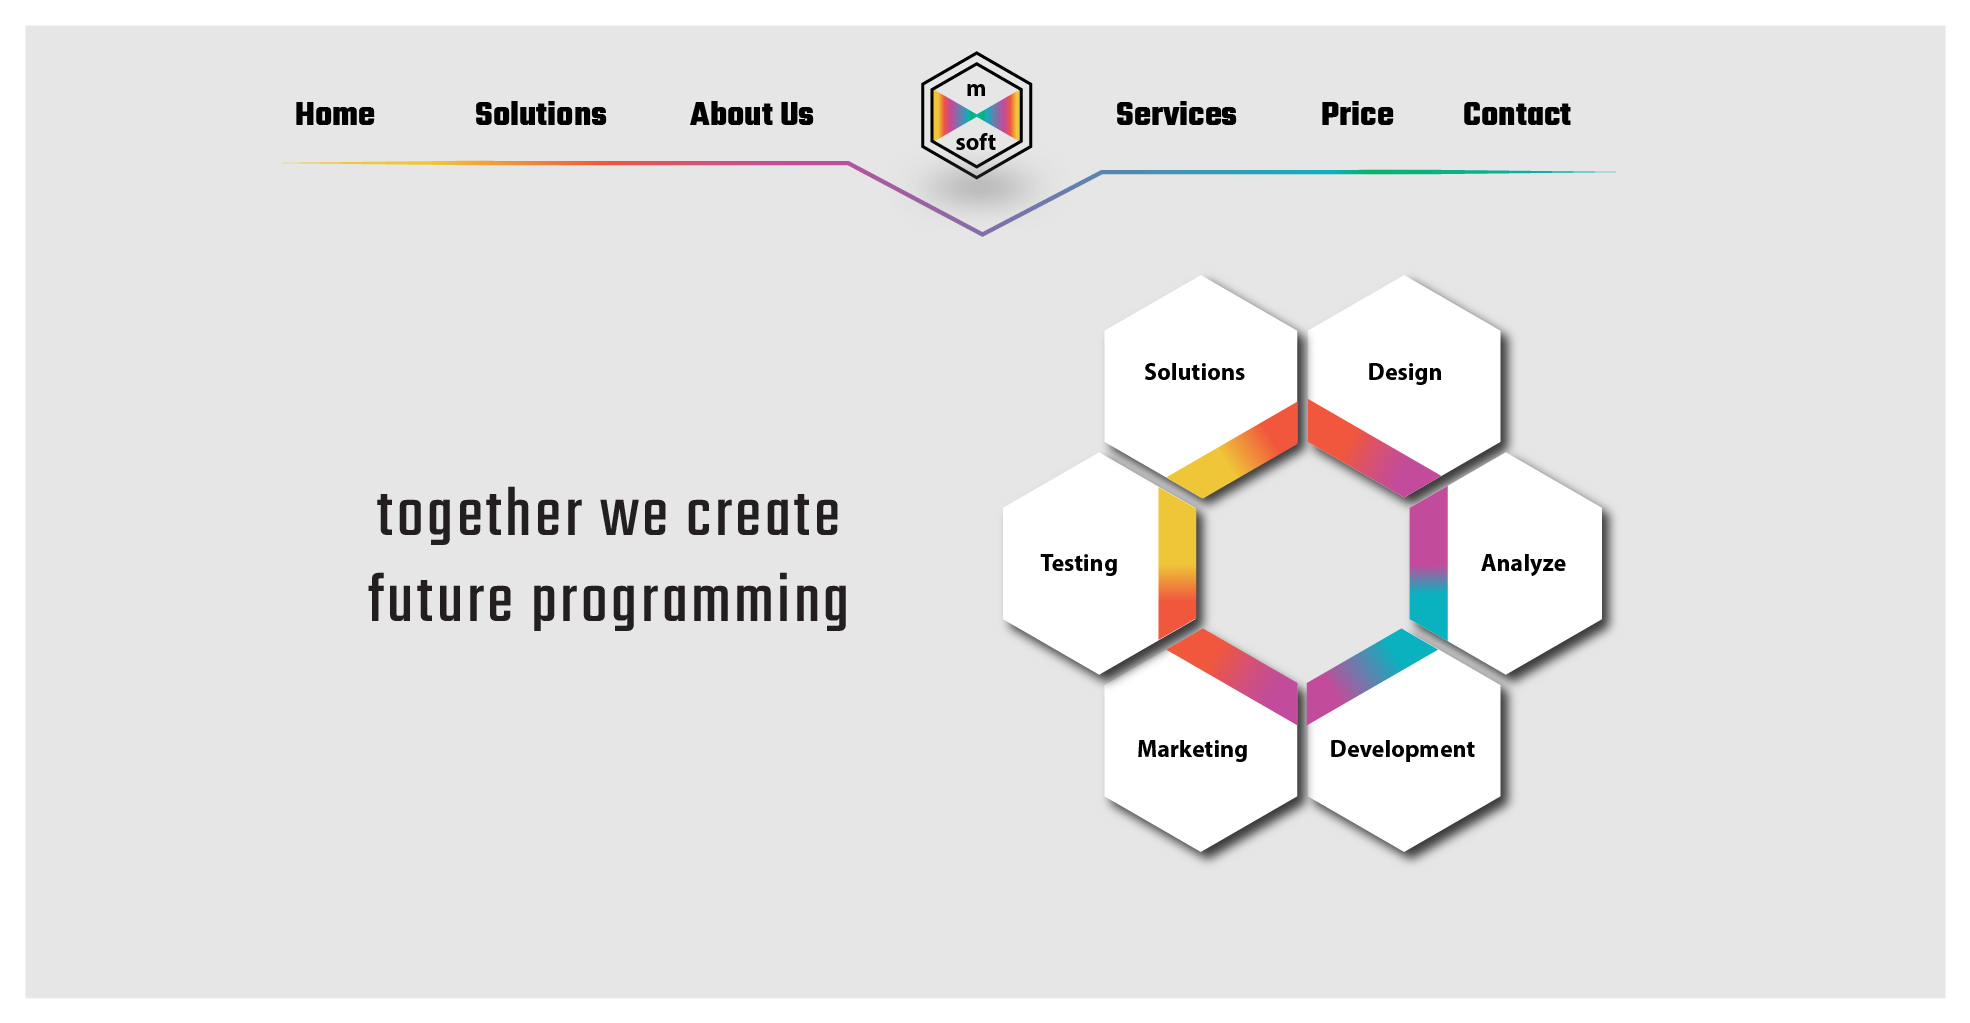 Home Solutions About Us m soft Services Price Contact
Solutions Design
together we create
future programming
Testing Analyze
Marketing Development